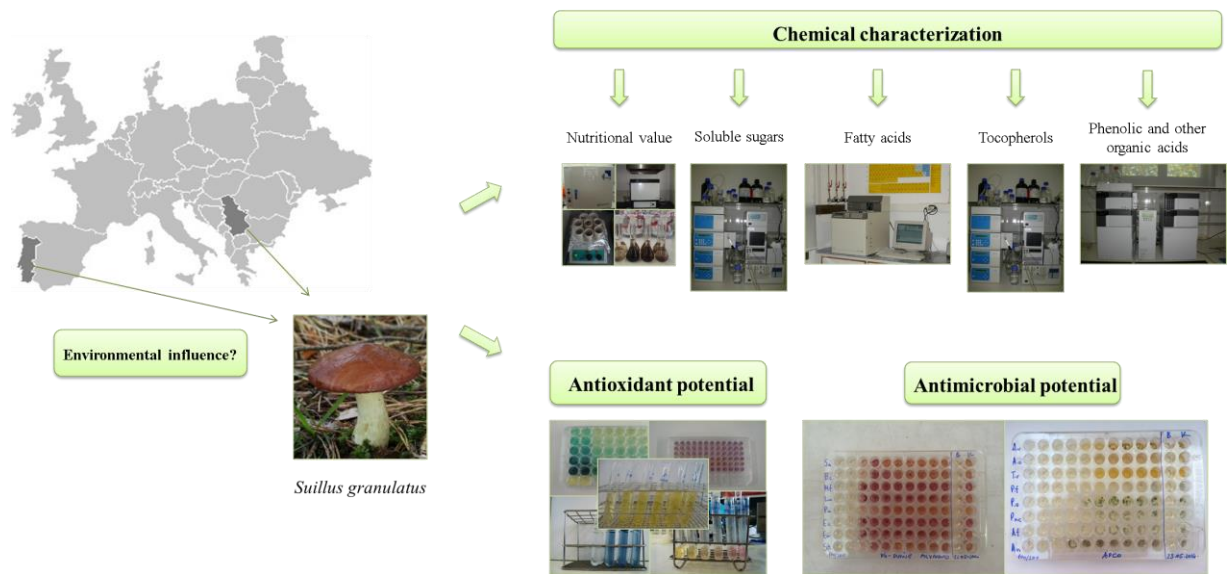 Chemical characterization
Nutritional value
Soluble sugars
Fatty acids
Tocopherols
Phenolic and other
organic acids
Environmental influence?
Suillus granulatus
Antioxidant potential
Antimicrobial potential